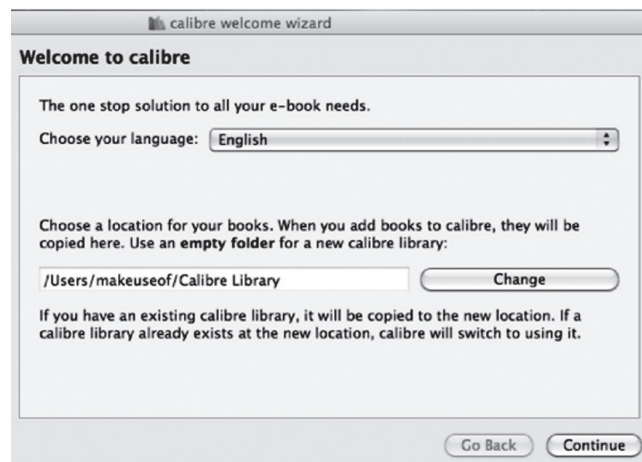 calibre welcome wizard
Welcome to calibre
The one stop solution to all your e-book needs.
Choose your language: English
Choose a location for your books. When you add books to calibre, they will be
copied here. Use an empty folder for a new calibre library:
/Users/makeuseof/Calibre Library Change
If you have an existing calibre library, it will be copied to the new location. If a
calibre library already exists at the new location, calibre will switch to using it.
Go Back Continue